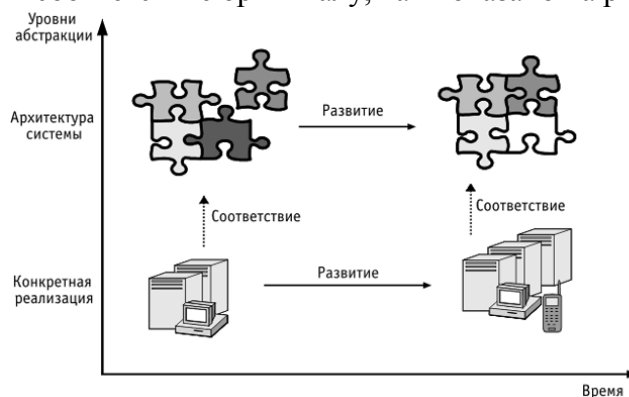 Уровни
абстракции
Архитектура
системы
Развитие
Соответствие
Соответствие
Конкретная
реализация
Развитие
Время